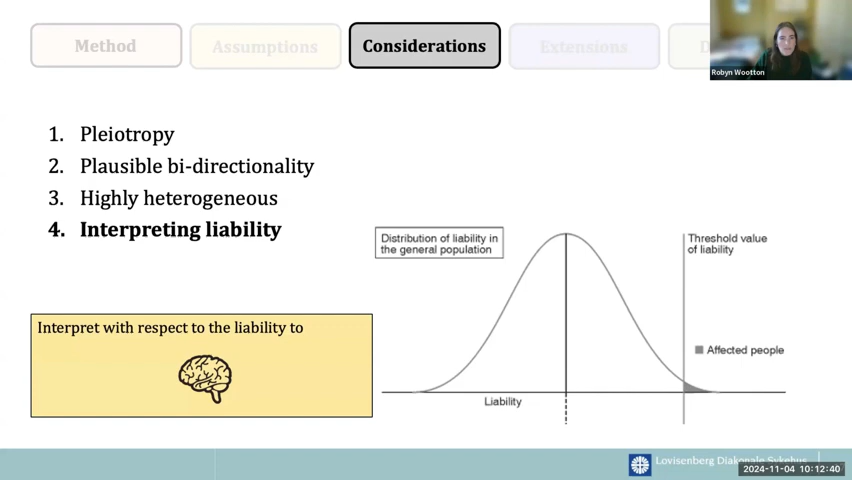 Method
Assumptions
Considerations
Extensions
D
Robyn Wootton
1. Pleiotropy
2. Plausible bi-directionality
3. Highly heterogeneous
4. Interpreting liability
Interpret with respect to the liability to
Distribution of liability in
the general population
Threshold value
of liability
Affected people
Liability
Lovisenberg Diakonale Sykehus
2024-11-04 10:12:40